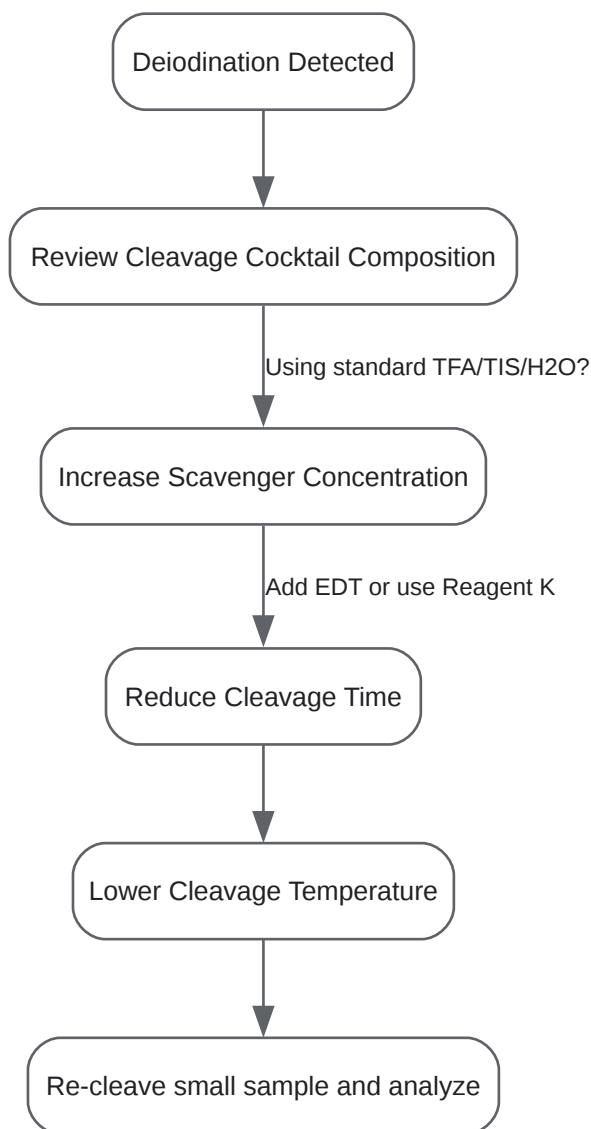 Deiodination Detected
Review Cleavage Cocktail Composition
Using standard TFA/TIS/H2O?
Increase Scavenger Concentration
Add EDT or use Reagent K
Reduce Cleavage Time
Lower Cleavage Temperature
Re-cleave small sample and analyze